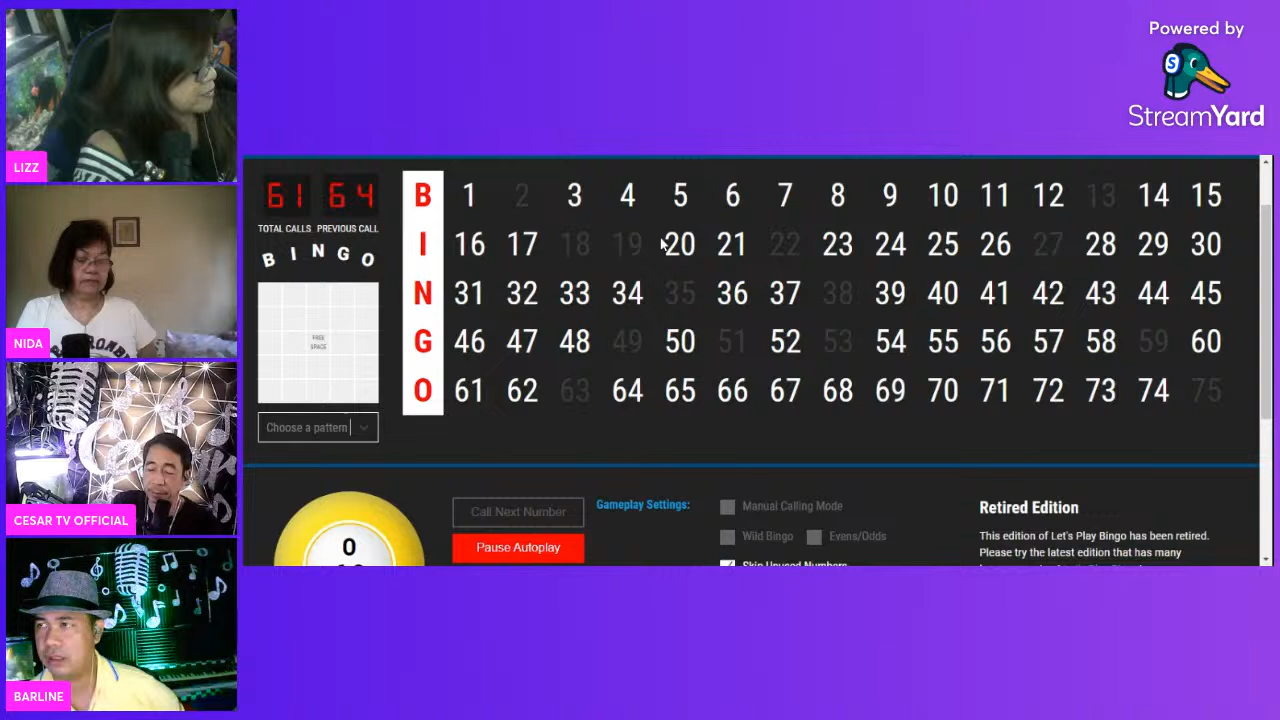 Powered by
StreamYard
LIZZ
NIDA
CESAR TV OFFICIAL
BARLINE
61 64
TOTAL CALLS PREVIOUS CALL
B I N G O
FREE
SPACE
Choose a pattern
B 1 2 3 4 5 6 7 8 9 10 11 12 13 14 15
I 16 17 18 19 20 21 22 23 24 25 26 27 28 29 30
N 31 32 33 34 35 36 37 38 39 40 41 42 43 44 45
G 46 47 48 49 50 51 52 53 54 55 56 57 58 59 60
O 61 62 63 64 65 66 67 68 69 70 71 72 73 74 75
O
Call Next Number
Pause Autoplay
Gameplay Settings:
Manual Calling Mode
Wild Bingo Evens/Odds
Skip Unused Numbers
Retired Edition
This edition of Let's Play Bingo has been retired.
Please try the latest edition that has many